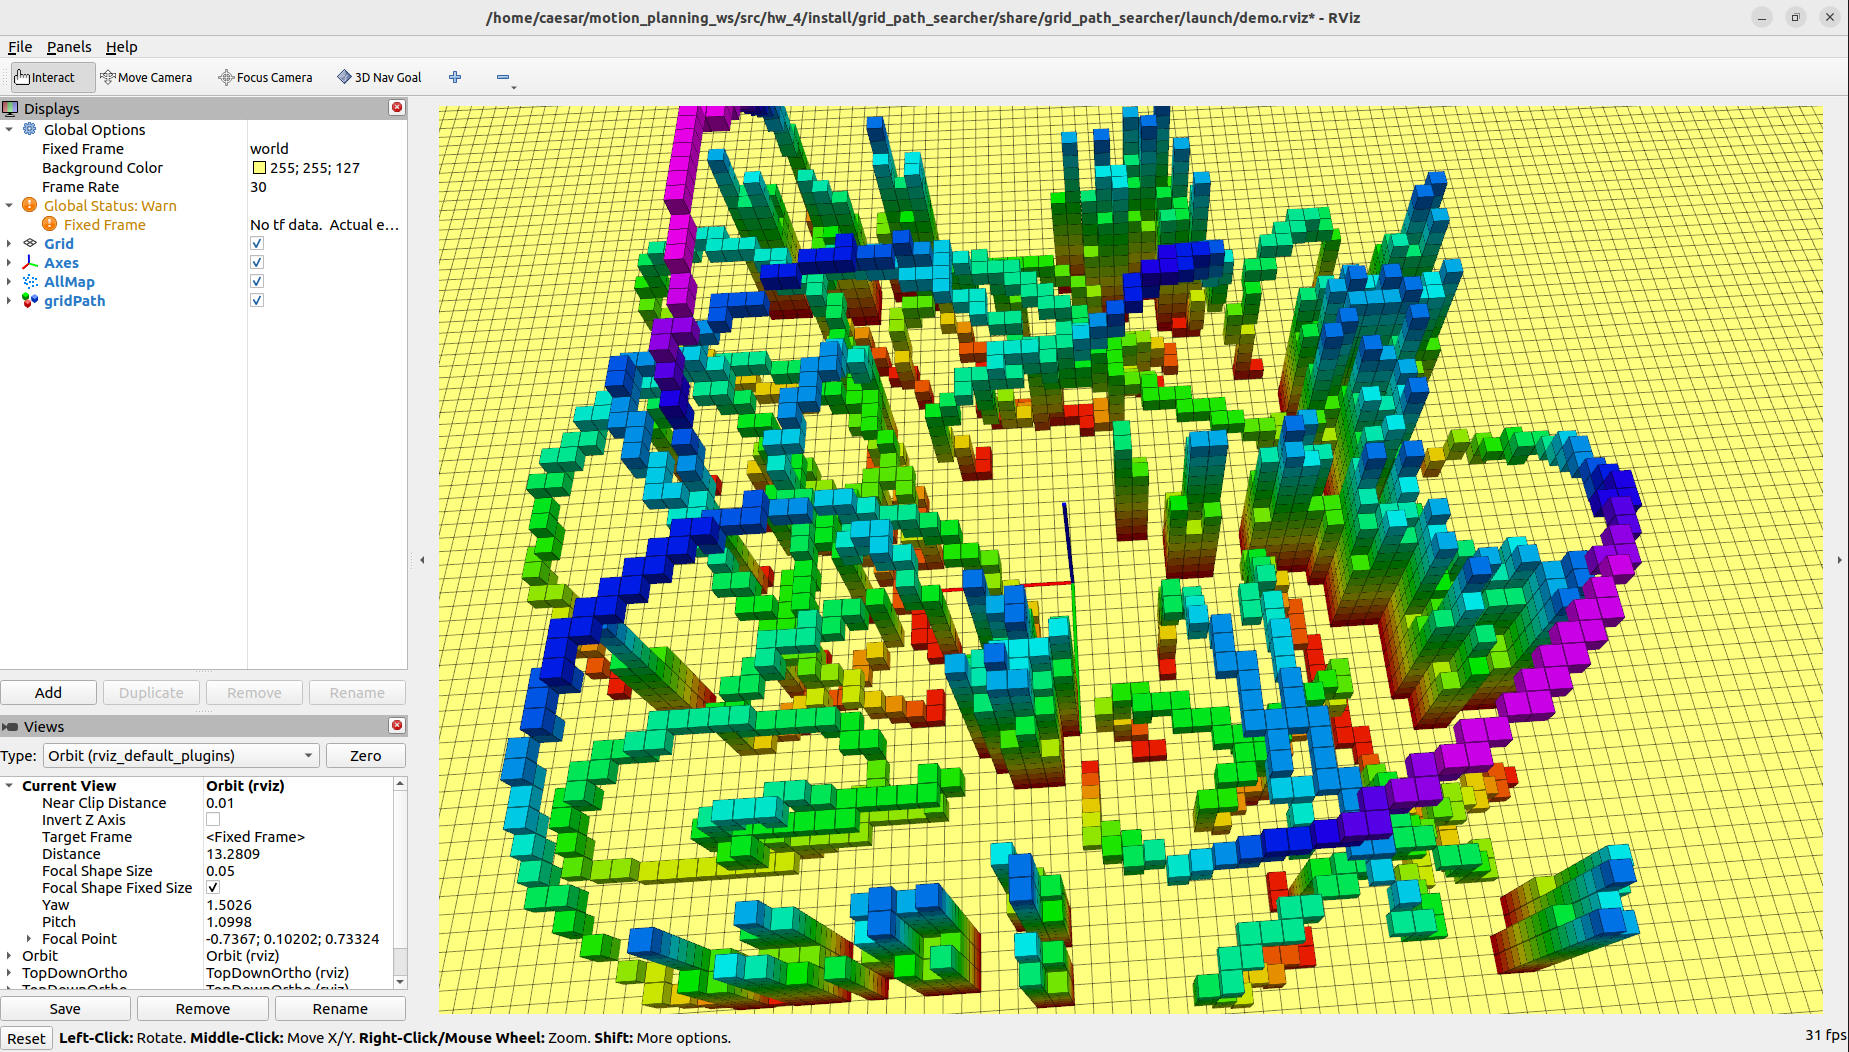 /home/caesar/motion_planning_ws/src/hw_4/install/grid_path_searcher/share/grid_path_searcher/launch/demo.rviz* - RViz
File Panels Help
Interact Move Camera Focus Camera 3D Nav Goal
Displays
Global Options
Fixed Frame world
Background Color 255; 255; 127
Frame Rate 30
Global Status: Warn
Fixed Frame No tf data. Actual e...
Grid
Axes
AllMap
gridPath
Add Duplicate Remove Rename
Views
Type: Orbit (rviz_default_plugins) Zero
Current View Orbit (rviz)
Near Clip Distance 0.01
Invert Z Axis
Target Frame <Fixed Frame>
Distance 13.2809
Focal Shape Size 0.05
Focal Shape Fixed Size
Yaw 1.5026
Pitch 1.0998
Focal Point -0.7367; 0.10202; 0.73324
Orbit Orbit (rviz)
TopDownOrtho TopDownOrtho (rviz)
TopDownOrtho TopDownOrtho (rviz)
Save Remove Rename
Reset Left-Click: Rotate. Middle-Click: Move X/Y. Right-Click/Mouse Wheel: Zoom. Shift: More options. 31 fps